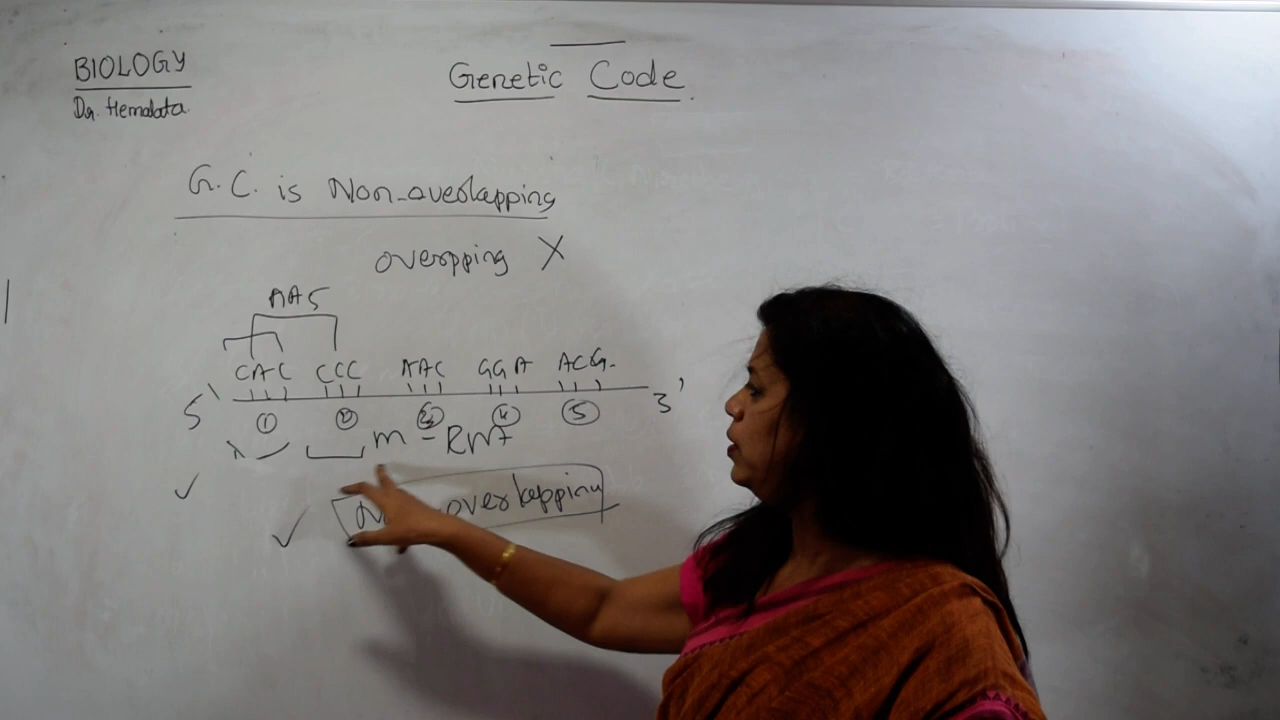 BIOLOGY
Dr. Hemalata
Genetic Code.
G.C. is Non-overlapping
overpping X
AAS
CAC CCC AAC GGA ACG.
5' 3'
1 2 3 4 5
m-RNA
overlapping